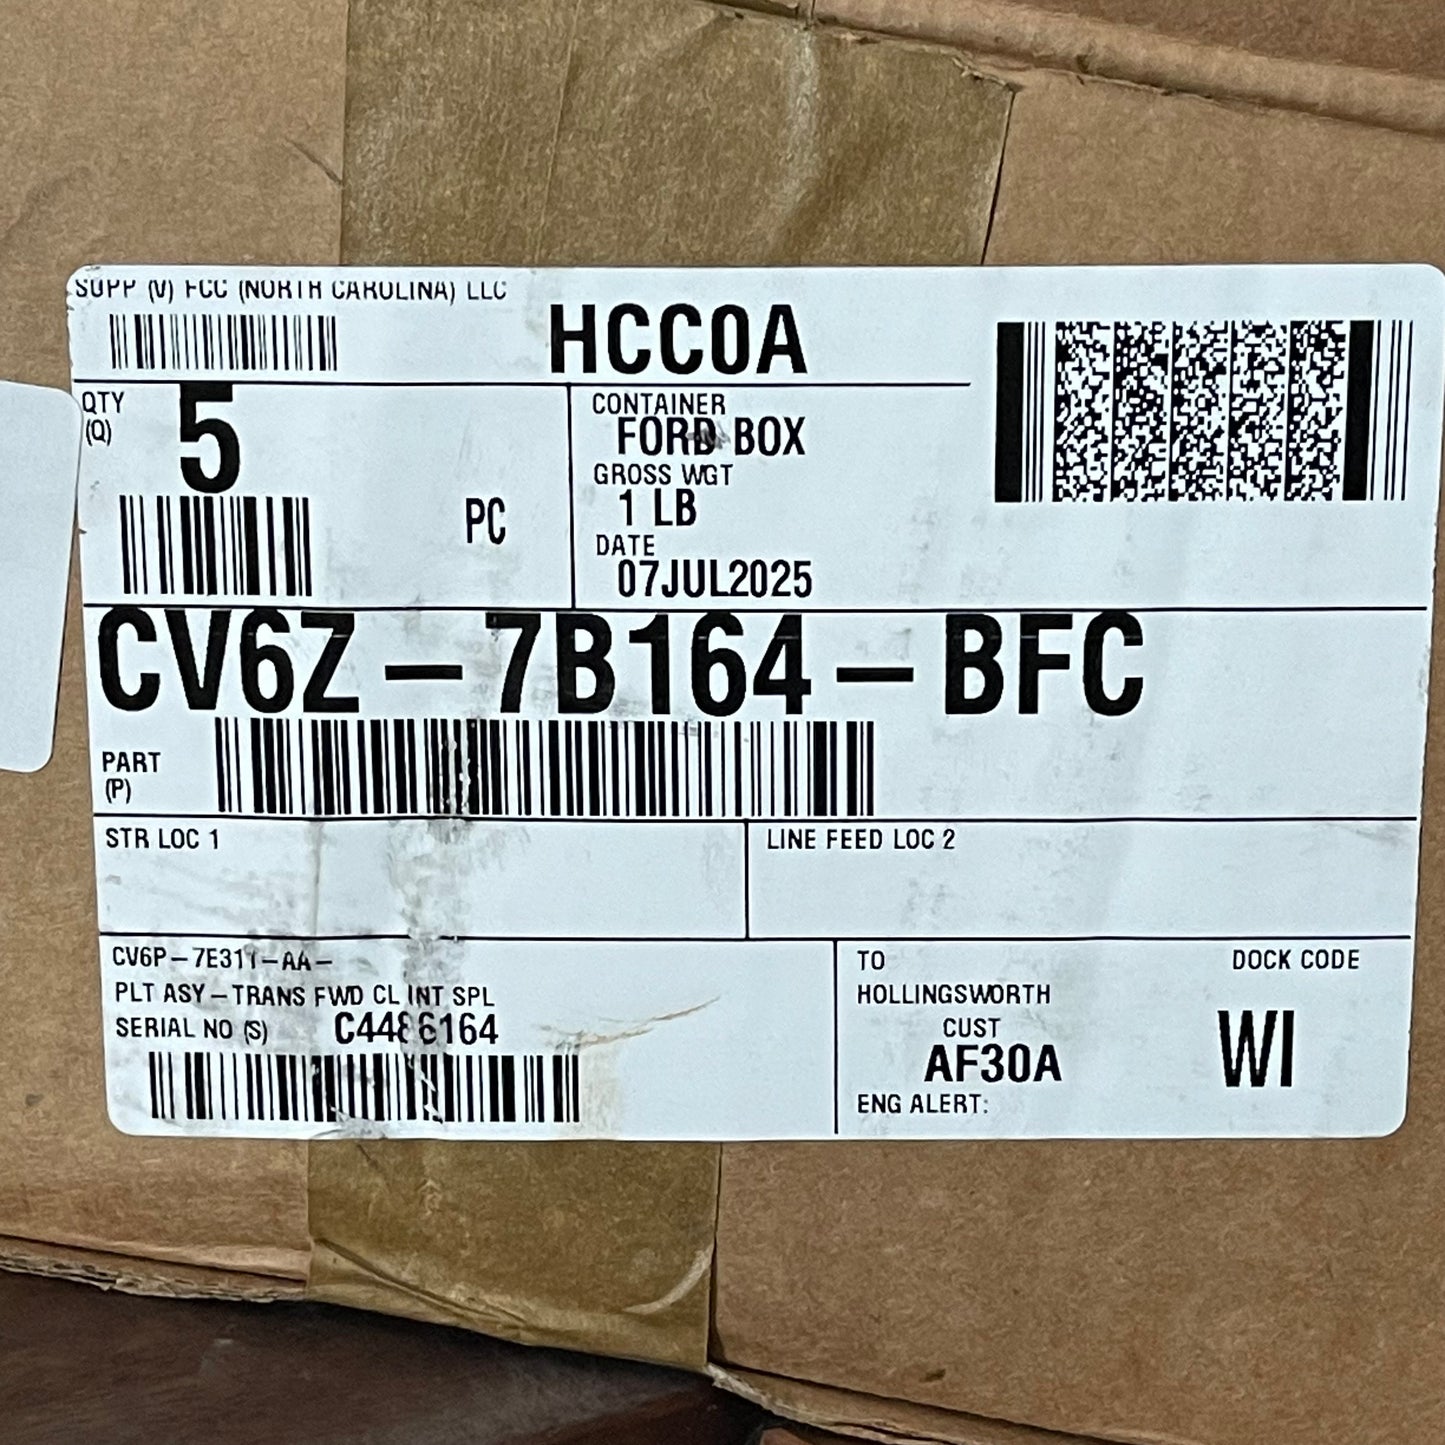 SUPP (V) FCC (NORTH CAROLINA) LLC
HCC0A
QTY
(Q)
5
PC
CONTAINER
FORD BOX
GROSS WGT
1 LB
DATE
07JUL2025
CV6Z-7B164-BFC
PART
(P)
STR LOC 1
LINE FEED LOC 2
CV6P-7E311-AA-
PLT ASY-TRANS FWD CL INT SPL
SERIAL NO (S) C4486164
TO
HOLLINGSWORTH
CUST
AF30A
ENG ALERT:
DOCK CODE
WI